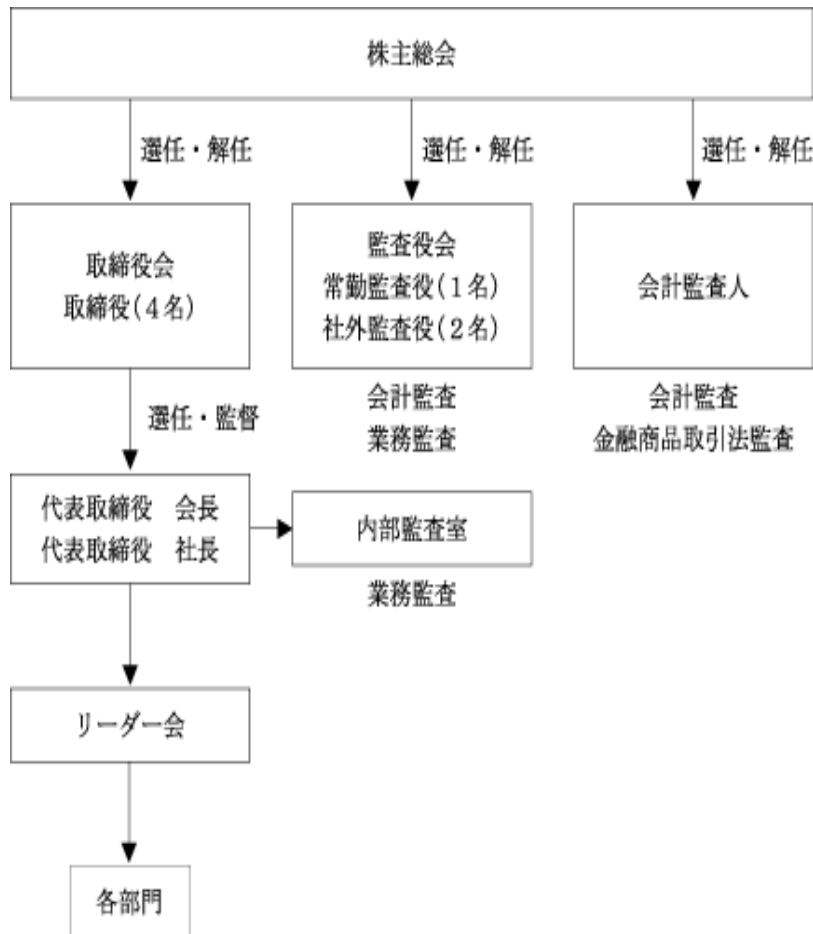 株主総会
選任・解任
選任・解任
選任・解任
取締役会
取締役(4名)
監査役会
常勤監査役(1名)
社外監査役(2名)
会計監査人
選任・監督
会計監査
業務監査
会計監査
金融商品取引法監査
代表取締役　会長
代表取締役　社長
内部監査室
業務監査
リーダー会
各部門